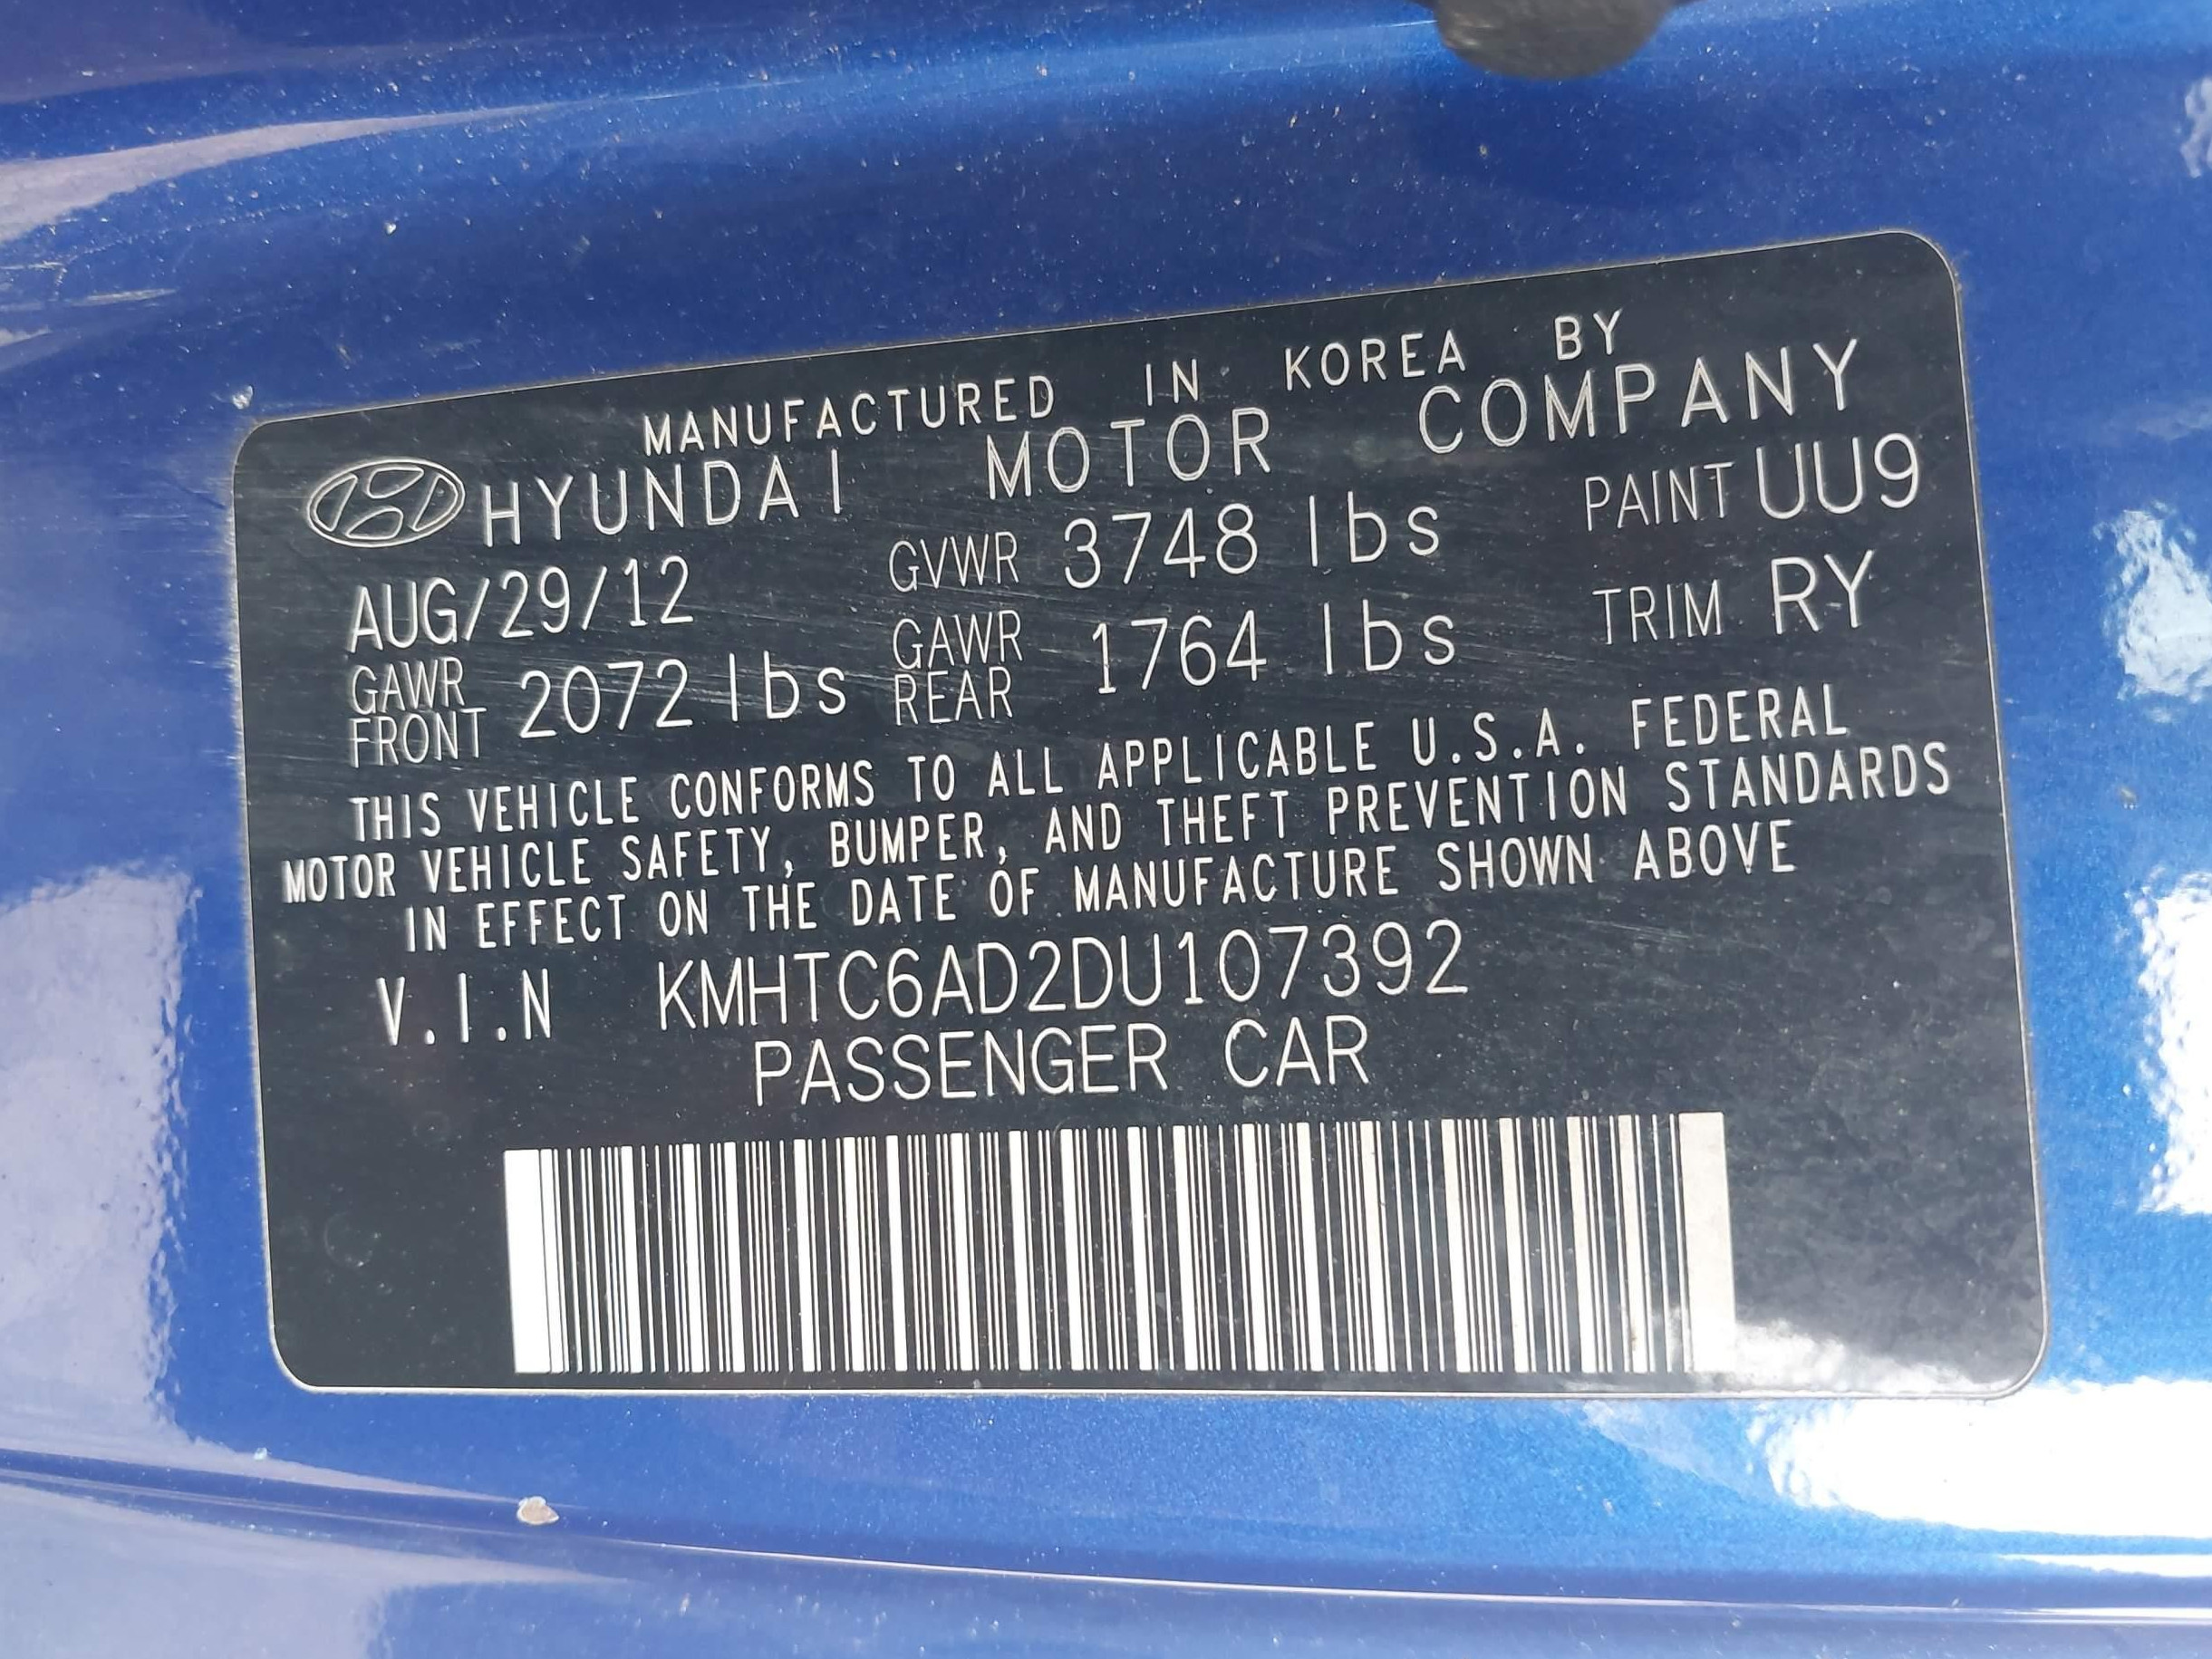 MANUFACTURED IN KOREA BY
HYUNDAI MOTOR COMPANY
AUG/29/12 GVWR 3748 lbs PAINT UU9
GAWR FRONT 2072 lbs GAWR REAR 1764 lbs TRIM RY
THIS VEHICLE CONFORMS TO ALL APPLICABLE U.S.A. FEDERAL
MOTOR VEHICLE SAFETY, BUMPER, AND THEFT PREVENTION STANDARDS
IN EFFECT ON THE DATE OF MANUFACTURE SHOWN ABOVE
V.I.N KMHTC6AD2DU107392
PASSENGER CAR